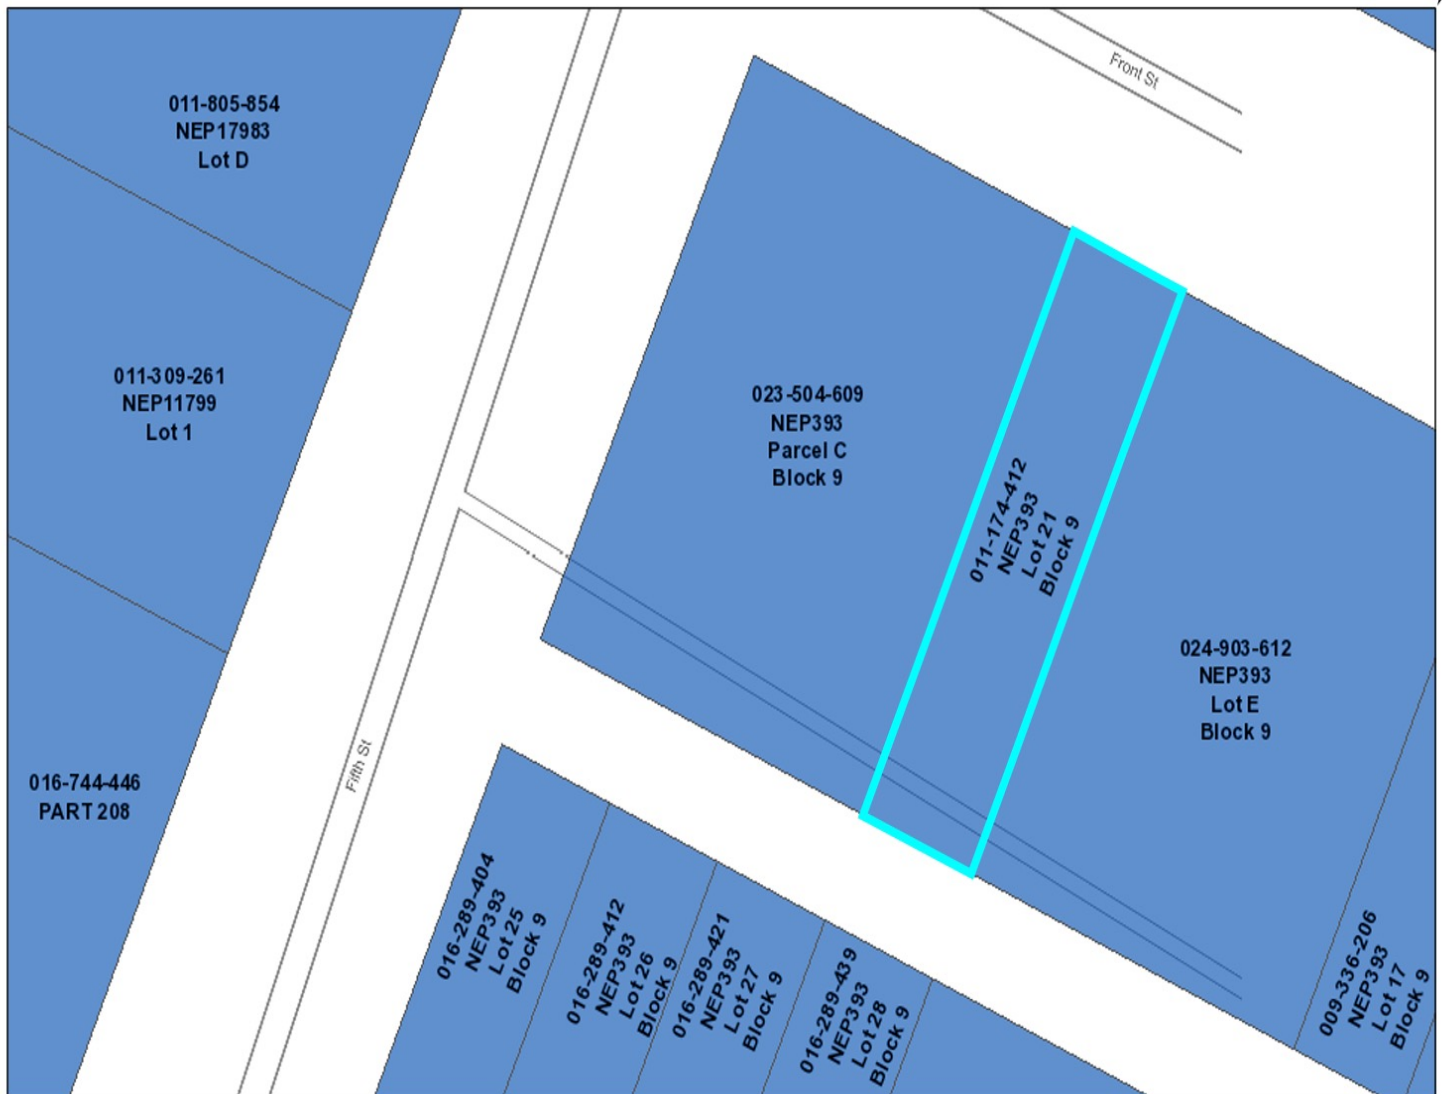 Front St
011-805-854
NEP17983
Lot D
011-309-261
NEP11799
Lot 1
023-504-609
NEP393
Parcel C
Block 9
011-174-412
NEP393
Lot 21
Block 9
024-903-612
NEP393
Lot E
Block 9
016-744-446
PART 208
Fifth St
016-289-404
NEP393
Lot 25
Block 9
016-289-412
NEP393
Lot 26
Block 9
016-289-421
NEP393
Lot 27
Block 9
016-289-439
NEP393
Lot 28
Block 9
009-336-206
NEP393
Lot 17
Block 9